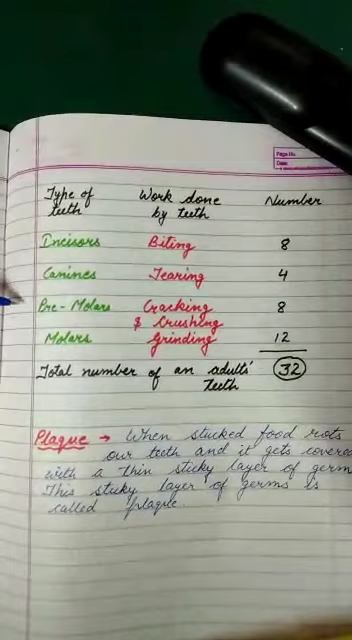 Page No.
Date:
Type of teeth Work done by teeth Number
Incisors Biting 8
Canines Tearing 4
Pre-Molars Cracking & Crushing 8
Molars Grinding 12
Total number of an adults' Teeth 32
Plaque → When stucked food rots
our teeth and it gets covered
with a thin sticky layer of germ
This sticky layer of germs is
called plaque.